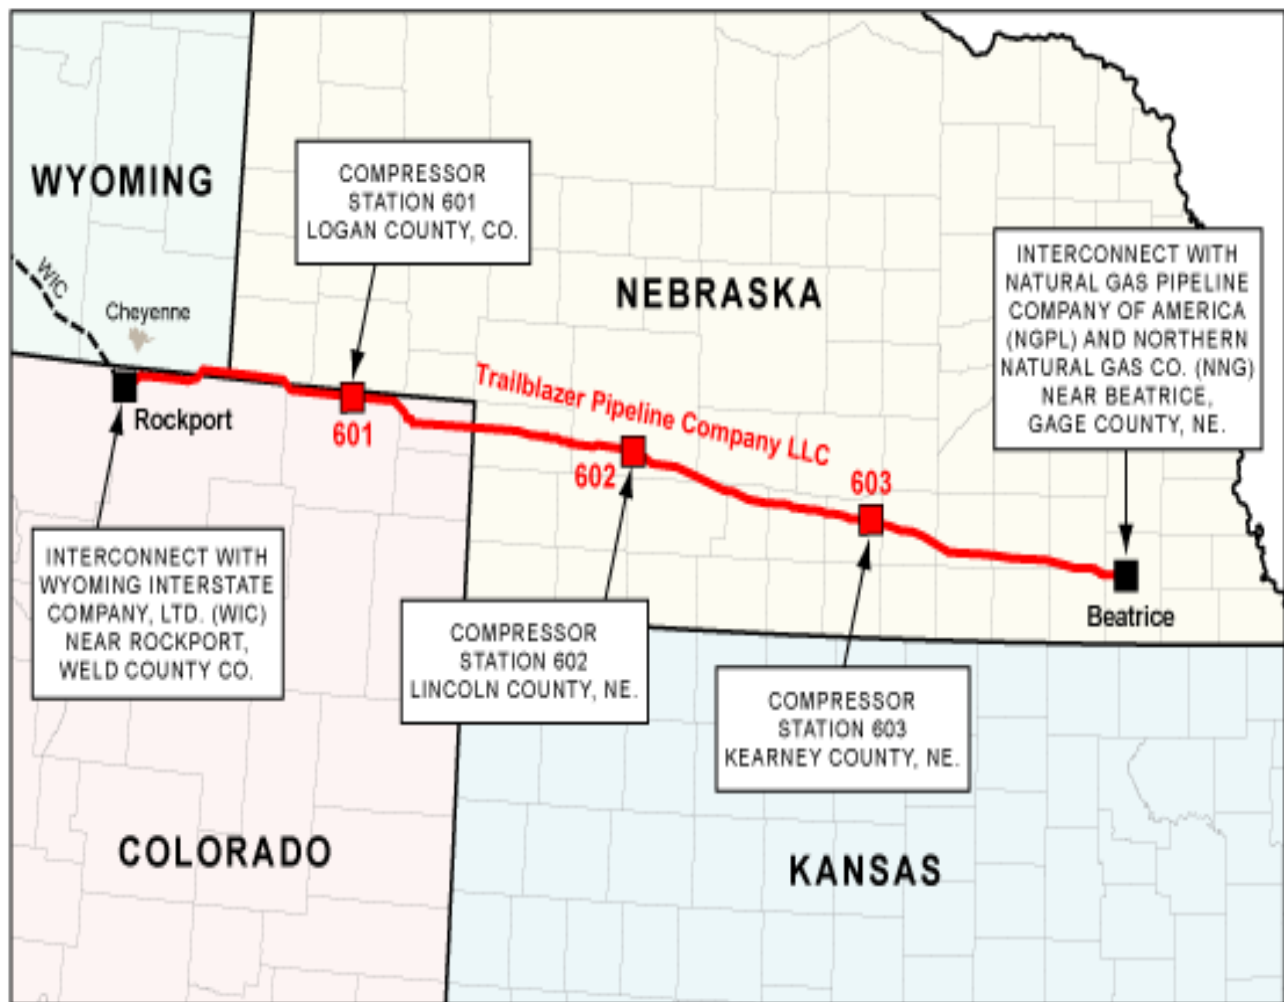 WYOMING
COMPRESSOR
STATION 601
LOGAN COUNTY, CO.
WIC
Cheyenne
NEBRASKA
INTERCONNECT WITH
NATURAL GAS PIPELINE
COMPANY OF AMERICA
(NGPL) AND NORTHERN
NATURAL GAS CO. (NNG)
NEAR BEATRICE,
GAGE COUNTY, NE.
Rockport
601
Trailblazer Pipeline Company LLC
602
603
Beatrice
INTERCONNECT WITH
WYOMING INTERSTATE
COMPANY, LTD. (WIC)
NEAR ROCKPORT,
WELD COUNTY CO.
COMPRESSOR
STATION 602
LINCOLN COUNTY, NE.
COMPRESSOR
STATION 603
KEARNEY COUNTY, NE.
COLORADO
KANSAS